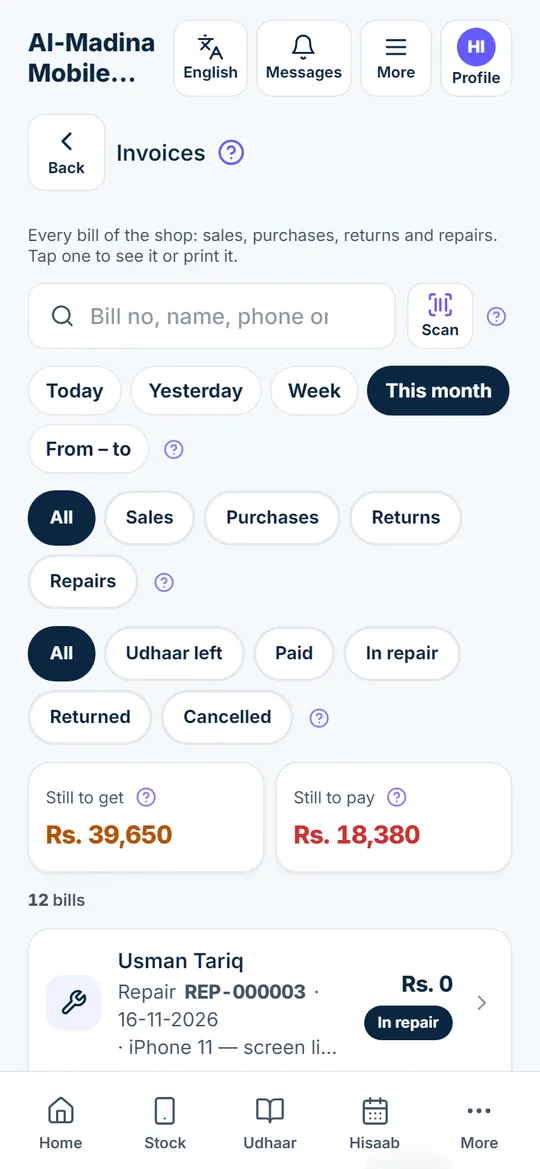 Al-Madina
Mobile...
English
Messages
More
HI
Profile
Back
Invoices
Every bill of the shop: sales, purchases, returns and repairs.
Tap one to see it or print it.
Bill no, name, phone or
Scan
Today Yesterday Week This month
From – to
All Sales Purchases Returns
Repairs
All Udhaar left Paid In repair
Returned Cancelled
Still to get
Rs. 39,650
Still to pay
Rs. 18,380
12 bills
Usman Tariq
Repair REP-000003 ·
16-11-2026
· iPhone 11 — screen li...
Rs. 0
In repair
Home Stock Udhaar Hisaab More